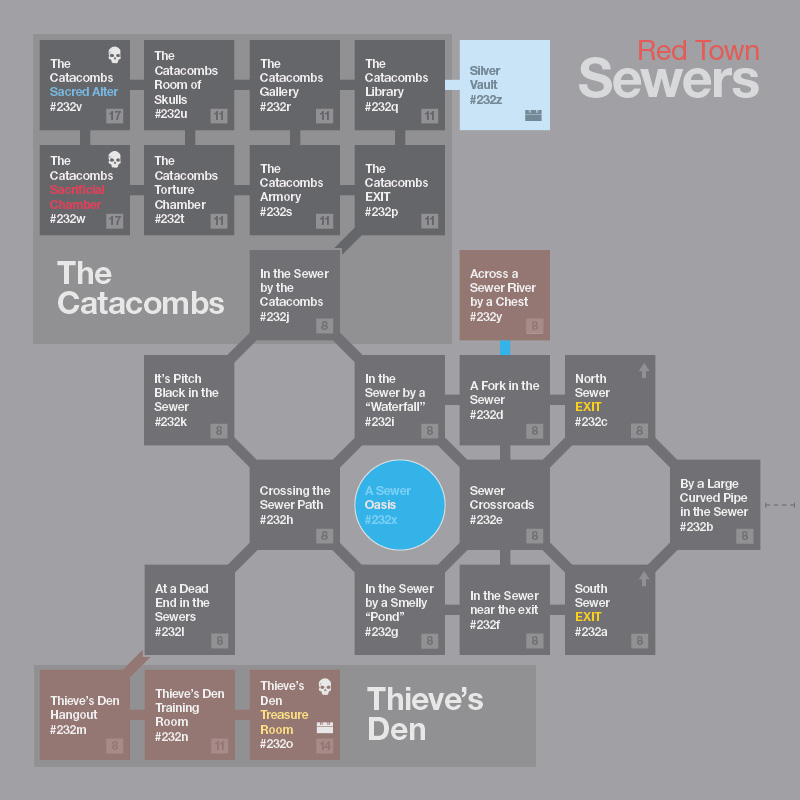 Red Town
Sewers
The
Catacombs
Sacred Alter
#232v
17
The
Catacombs
Room of
Skulls
#232u
11
The
Catacombs
Gallery
#232r
11
The
Catacombs
Library
#232q
11
Silver
Vault
#232z
The
Catacombs
Sacrificial
Chamber
#232w
17
The
Catacombs
Torture
Chamber
#232t
11
The
Catacombs
Armory
#232s
11
The
Catacombs
EXIT
#232p
11
The
Catacombs
In the Sewer
by the
Catacombs
#232j
8
Across a
Sewer River
by a Chest
#232y
8
It's Pitch
Black in the
Sewer
#232k
8
In the
Sewer by a
“Waterfall”
#232i
8
A Fork in the
Sewer
#232d
8
North
Sewer
EXIT
#232c
8
Crossing the
Sewer Path
#232h
8
A Sewer
Oasis
#232x
Sewer
Crossroads
#232e
8
By a Large
Curved Pipe
in the Sewer
#232b
8
At a Dead
End in the
Sewers
#232l
8
In the Sewer
by a Smelly
“Pond”
#232g
8
In the Sewer
near the exit
#232f
8
South
Sewer
EXIT
#232a
8
Thieve's Den
Hangout
#232m
8
Thieve's Den
Training
Room
#232n
11
Thieve's
Den
Treasure
Room
#232o
14
Thieve's
Den